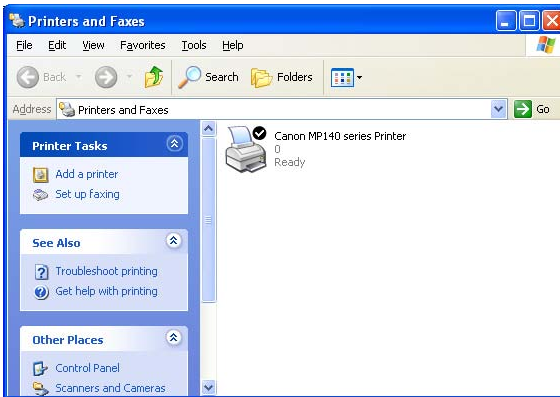 Printers and Faxes
File Edit View Favorites Tools Help
Back Search Folders
Address Printers and Faxes Go
Printer Tasks
Add a printer
Set up faxing
See Also
Troubleshoot printing
Get help with printing
Other Places
Control Panel
Scanners and Cameras
Canon MP140 series Printer
0
Ready